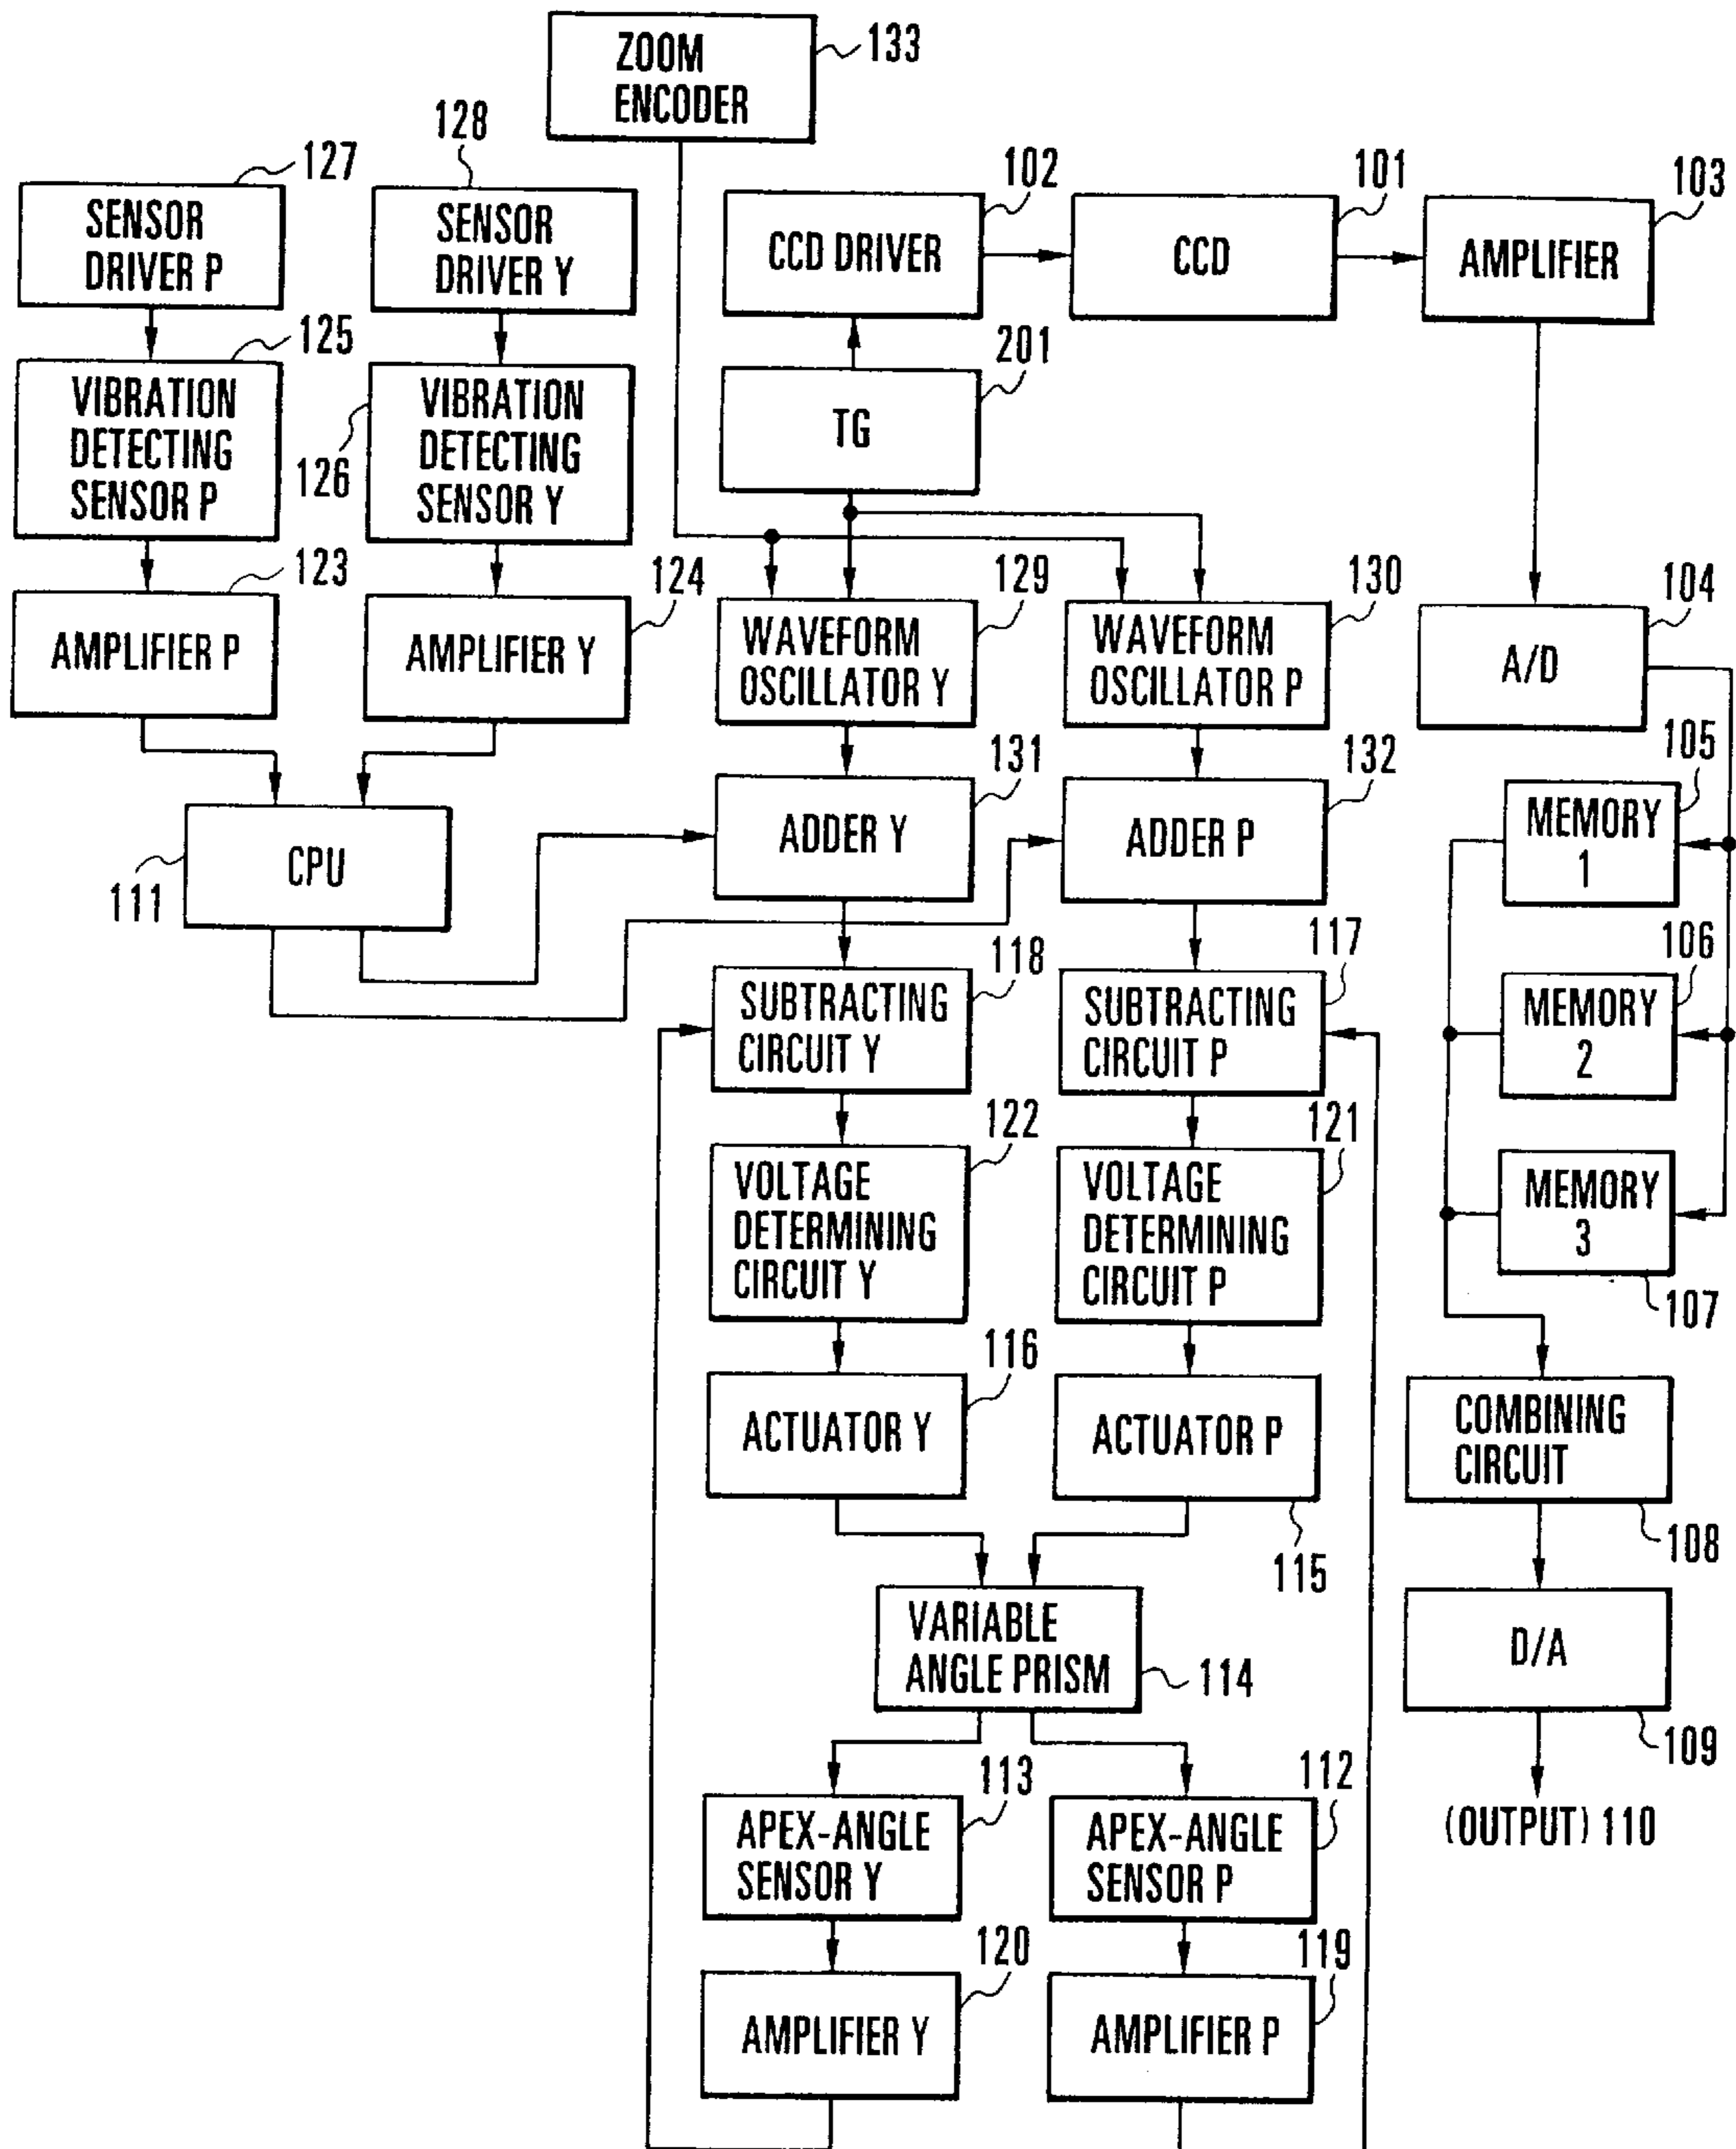 ZOOM
ENCODER
133
127
128
SENSOR
DRIVER P
SENSOR
DRIVER Y
102
CCD DRIVER
101
CCD
103
AMPLIFIER
125
VIBRATION
DETECTING
SENSOR P
126
VIBRATION
DETECTING
SENSOR Y
201
TG
123
AMPLIFIER P
124
AMPLIFIER Y
129
WAVEFORM
OSCILLATOR Y
130
WAVEFORM
OSCILLATOR P
104
A/D
111
CPU
131
ADDER Y
132
ADDER P
105
MEMORY
1
118
SUBTRACTING
CIRCUIT Y
117
SUBTRACTING
CIRCUIT P
106
MEMORY
2
122
VOLTAGE
DETERMINING
CIRCUIT Y
121
VOLTAGE
DETERMINING
CIRCUIT P
MEMORY
3
107
116
ACTUATOR Y
ACTUATOR P
115
COMBINING
CIRCUIT
108
VARIABLE
ANGLE PRISM
114
D/A
109
113
APEX-ANGLE
SENSOR Y
112
APEX-ANGLE
SENSOR P
(OUTPUT) 110
120
AMPLIFIER Y
119
AMPLIFIER P